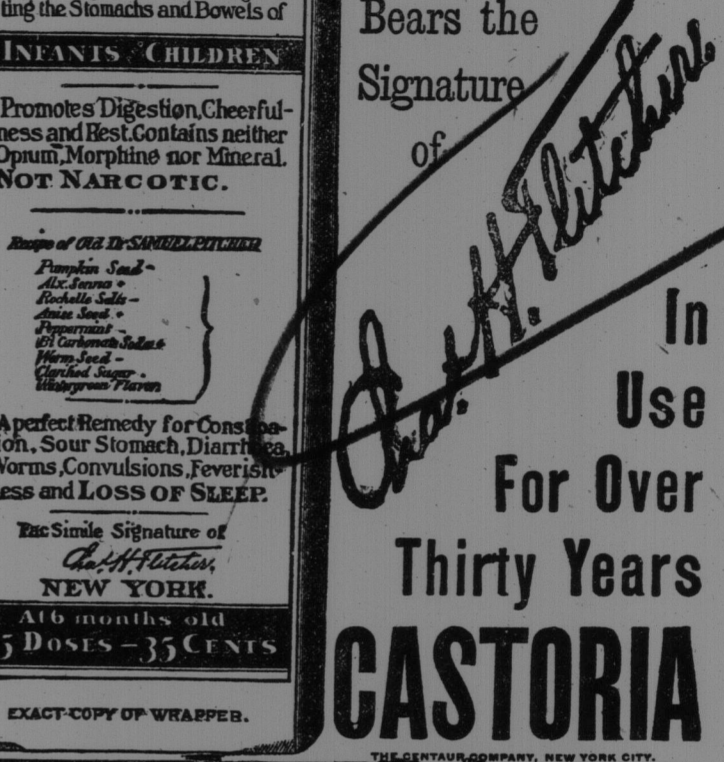 ting the Stomachs and Bowels of
INFANTS CHILDREN
Promotes Digestion, Cheerful-
ness and Rest. Contains neither
Opium, Morphine nor Mineral.
NOT NARCOTIC.
Recipe of Old Dr SAMUEL PITCHER
Pumpkin Seed -
Alx. Senna +
Rochelle Salts -
Anise Seed +
Peppermint -
Bi Carbonate Soda +
Worm Seed -
Clarified Sugar .
Wintergreen Flavor
A perfect Remedy for Constipa-
ion, Sour Stomach, Diarrhoea,
Worms, Convulsions, Feverish-
ess and LOSS OF SLEEP.
Fac Simile Signature of
Chas. H. Fletcher.
NEW YORK.
At 6 months old
5 DOSES – 35 CENTS
EXACT COPY OF WRAPPER.
Bears the
Signature
of
Chas. H. Fletcher.
In
Use
For Over
Thirty Years
CASTORIA
THE CENTAUR COMPANY, NEW YORK CITY.